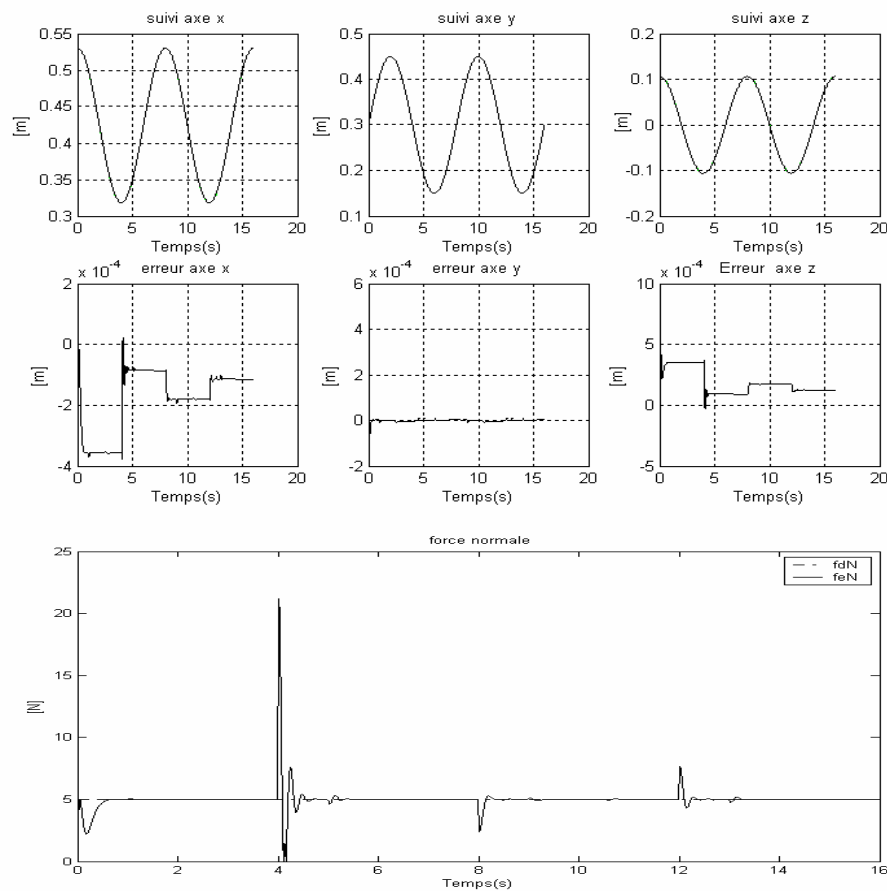 suivi axe x
0.55
0.5
0.45
0.4
0.35
0.3
[m]
0 5 10 15 20
Temps(s)
suivi axe y
0.5
0.4
0.3
0.2
0.1
[m]
0 5 10 15 20
Temps(s)
suivi axe z
0.2
0.1
0
-0.1
-0.2
[m]
0 5 10 15 20
Temps(s)
x 10 -4 erreur axe x
2
0
-2
-4
[m]
0 5 10 15 20
Temps(s)
x 10 -4 erreur axe y
6
4
2
0
-2
[m]
0 5 10 15 20
Temps(s)
x 10 -4 Erreur axe z
10
5
0
-5
[m]
0 5 10 15 20
Temps(s)
force normale
25
20
15
10
5
0
[N]
fdN
feN
0 2 4 6 8 10 12 14 16
Temps(s)